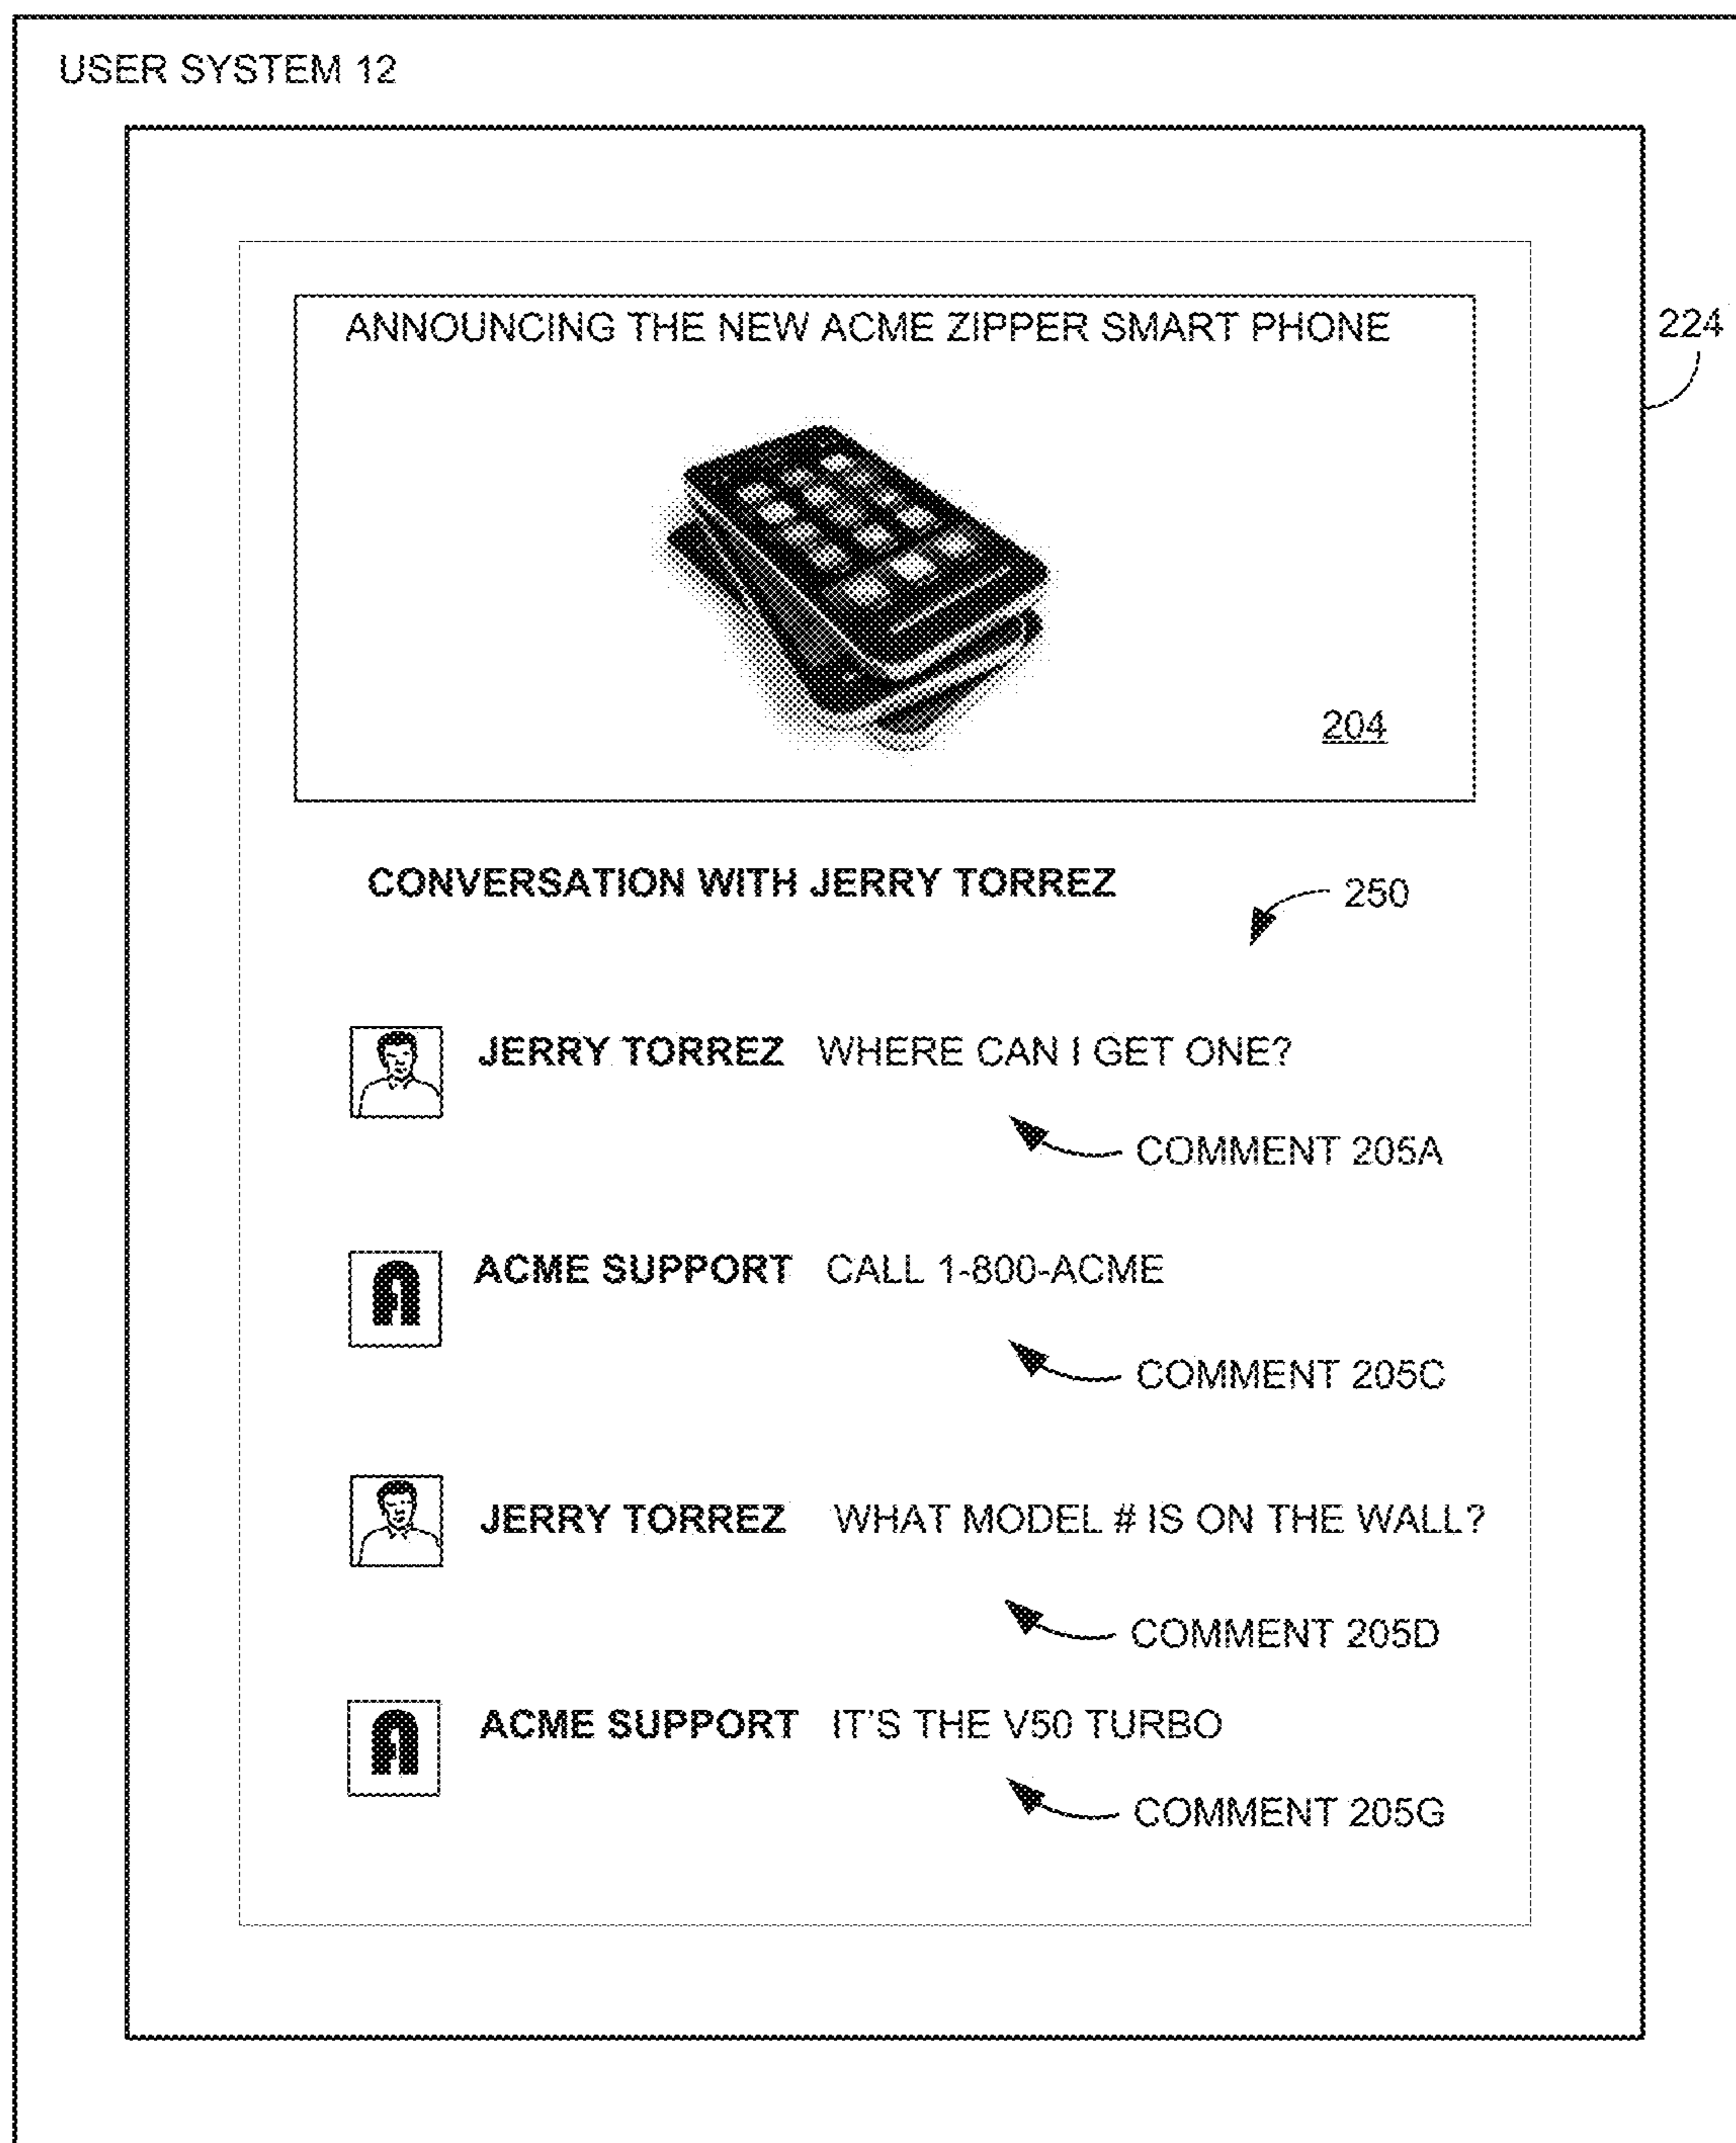 USER SYSTEM 12
ANNOUNCING THE NEW ACME ZIPPER SMART PHONE
224
204
CONVERSATION WITH JERRY TORREZ
250
JERRY TORREZ WHERE CAN I GET ONE?
COMMENT 205A
ACME SUPPORT CALL 1-800-ACME
COMMENT 205C
JERRY TORREZ WHAT MODEL # IS ON THE WALL?
COMMENT 205D
ACME SUPPORT IT'S THE V50 TURBO
COMMENT 205G